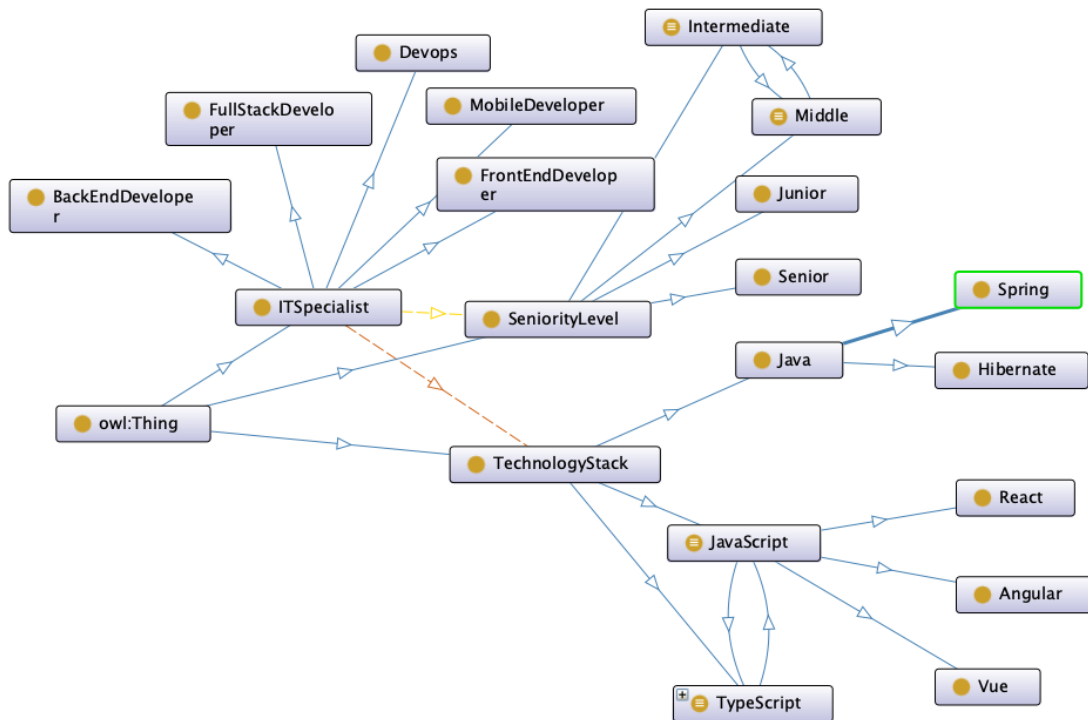 Intermediate
Devops
FullStackDevelo
per
MobileDeveloper
Middle
BackEndDevelope
r
FrontEndDevelop
er
Junior
Senior
Spring
ITSpecialist
SeniorityLevel
Java
Hibernate
owl:Thing
TechnologyStack
React
JavaScript
Angular
Vue
TypeScript